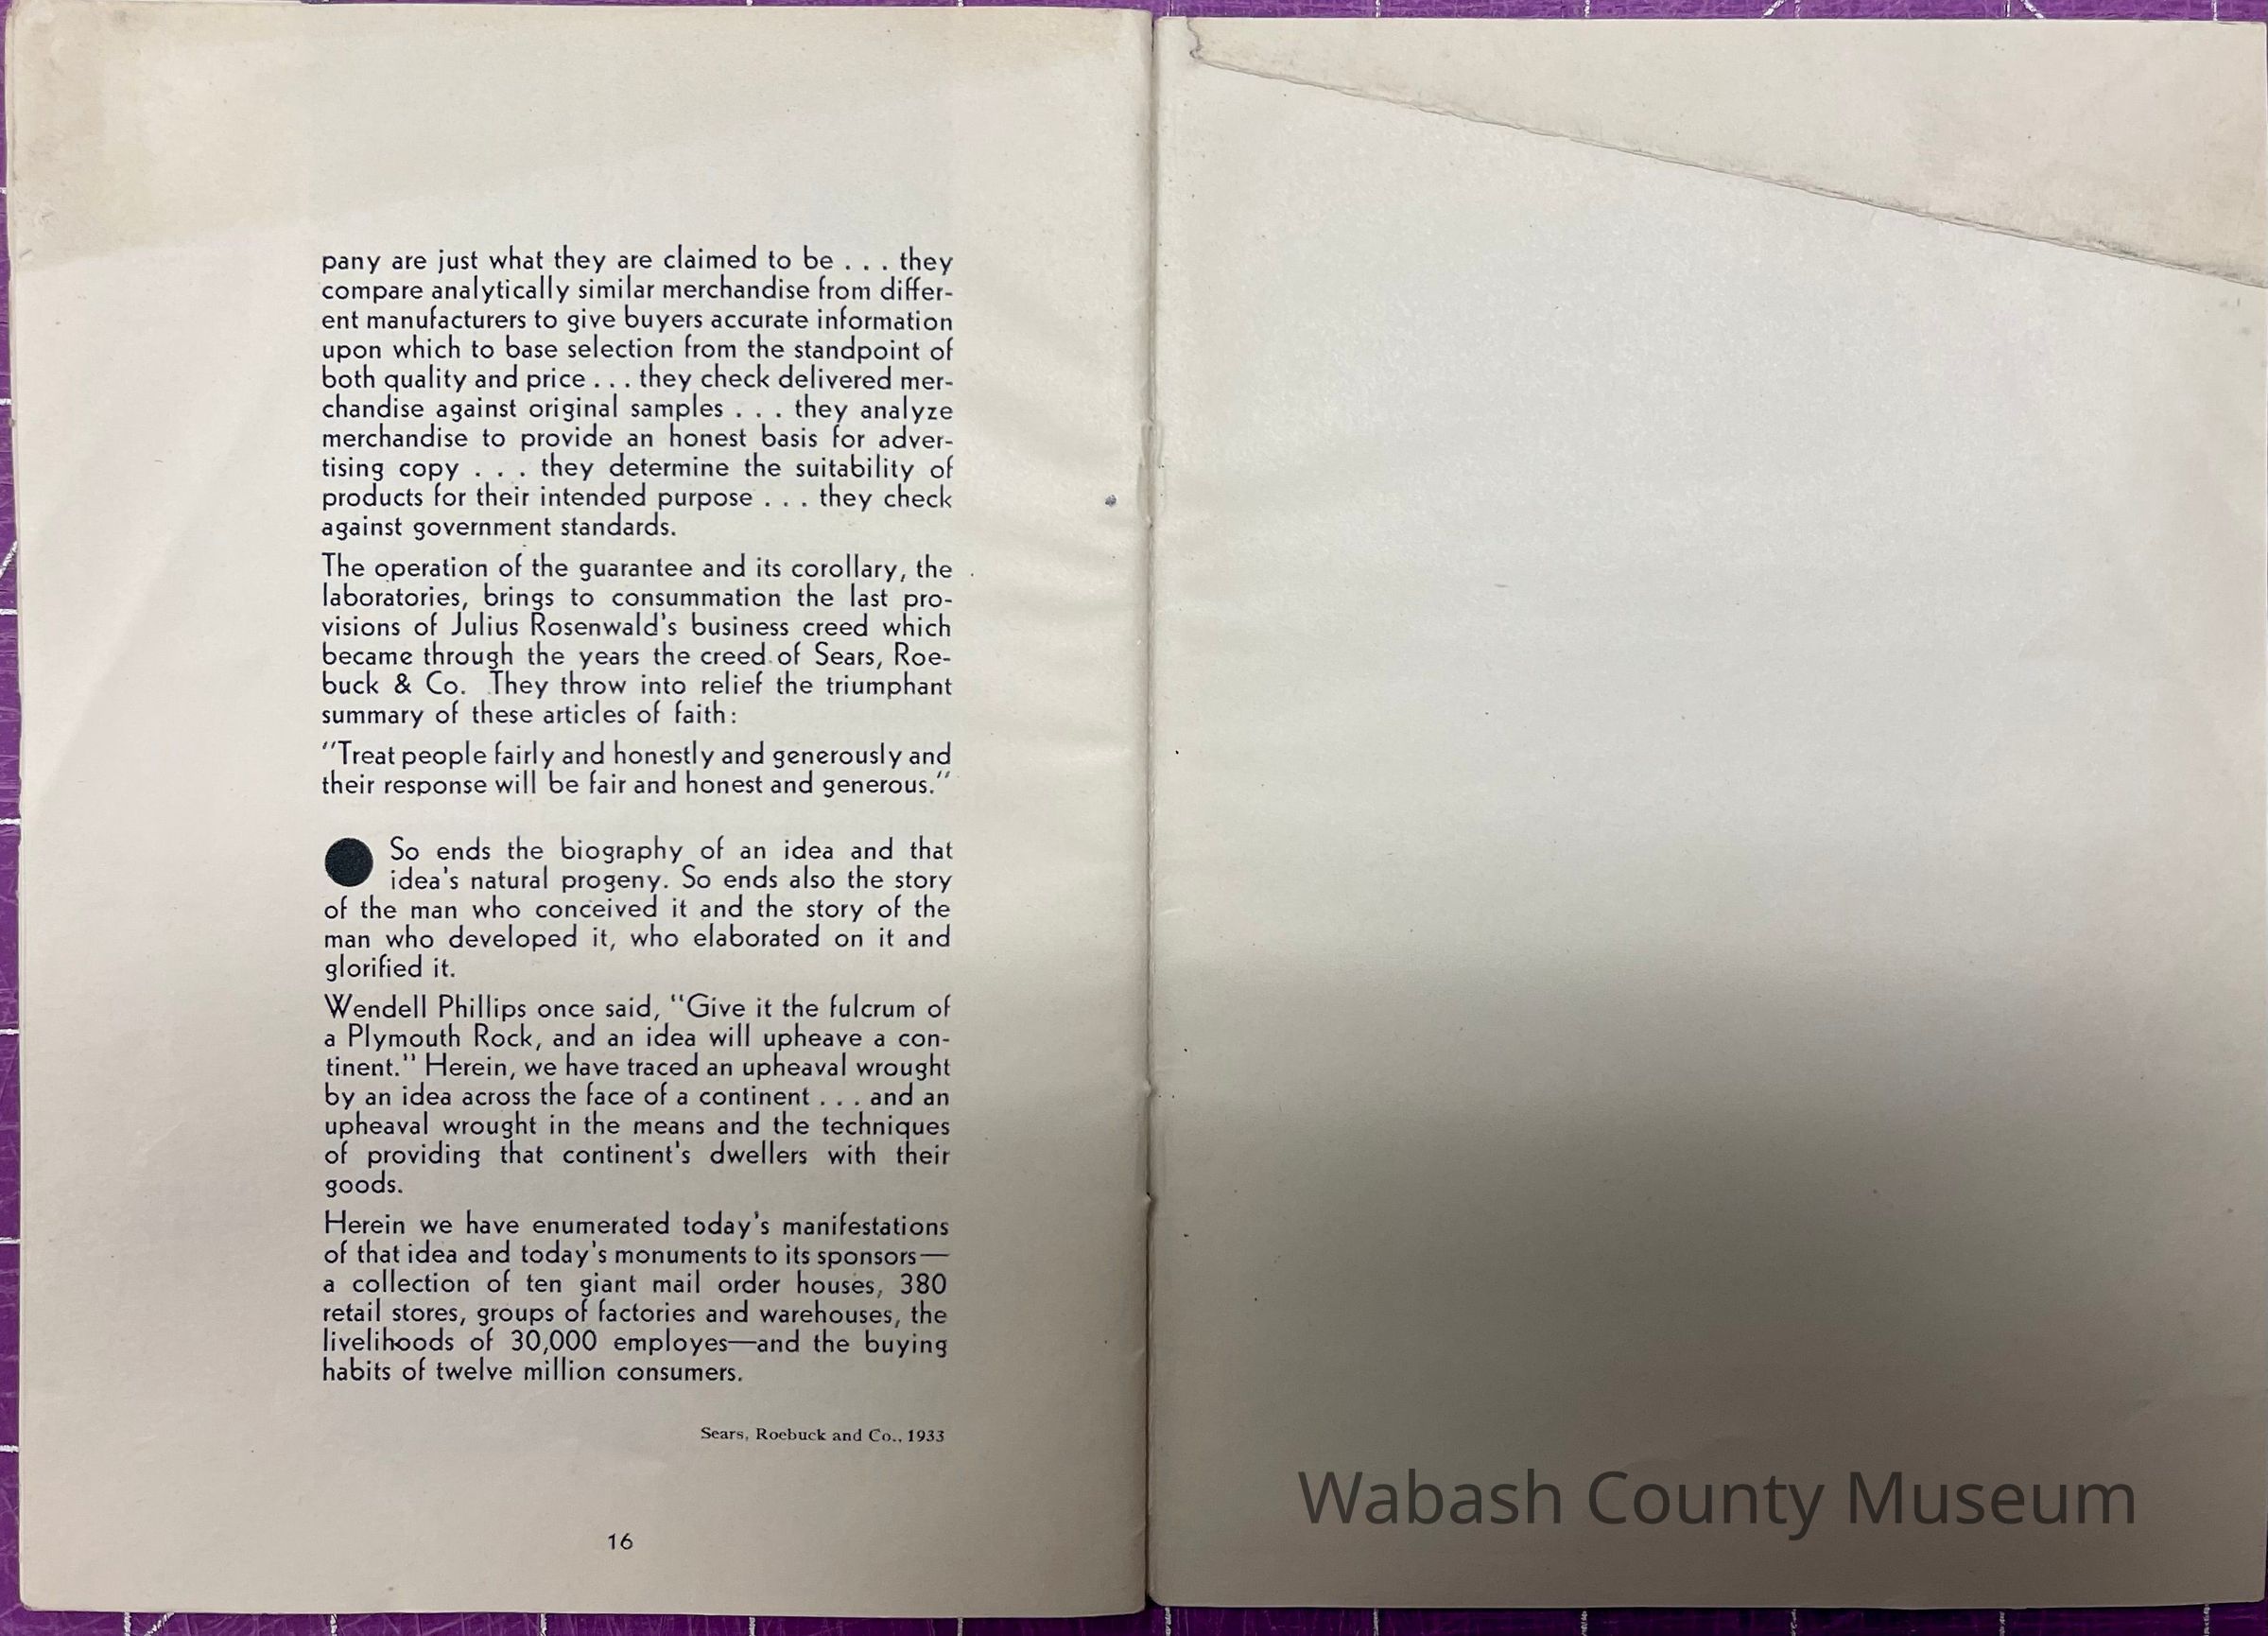 pany are just what they are claimed to be . . . they
compare analytically similar merchandise from differ-
ent manufacturers to give buyers accurate information
upon which to base selection from the standpoint of
both quality and price . . . they check delivered mer-
chandise against original samples . . . they analyze
merchandise to provide an honest basis for adver-
tising copy . . . they determine the suitability of
products for their intended purpose . . . they check
against government standards.
The operation of the guarantee and its corollary, the
laboratories, brings to consummation the last pro-
visions of Julius Rosenwald's business creed which
became through the years the creed of Sears, Roe-
buck & Co. They throw into relief the triumphant
summary of these articles of faith:
"Treat people fairly and honestly and generously and
their response will be fair and honest and generous."
So ends the biography of an idea and that
idea's natural progeny. So ends also the story
of the man who conceived it and the story of the
man who developed it, who elaborated on it and
glorified it.
Wendell Phillips once said, "Give it the fulcrum of
a Plymouth Rock, and an idea will upheave a con-
tinent." Herein, we have traced an upheaval wrought
by an idea across the face of a continent . . . and an
upheaval wrought in the means and the techniques
of providing that continent's dwellers with their
goods.
Herein we have enumerated today's manifestations
of that idea and today's monuments to its sponsors—
a collection of ten giant mail order houses, 380
retail stores, groups of factories and warehouses, the
livelihoods of 30,000 employes—and the buying
habits of twelve million consumers.
Sears, Roebuck and Co., 1933
16
Wabash County Museum